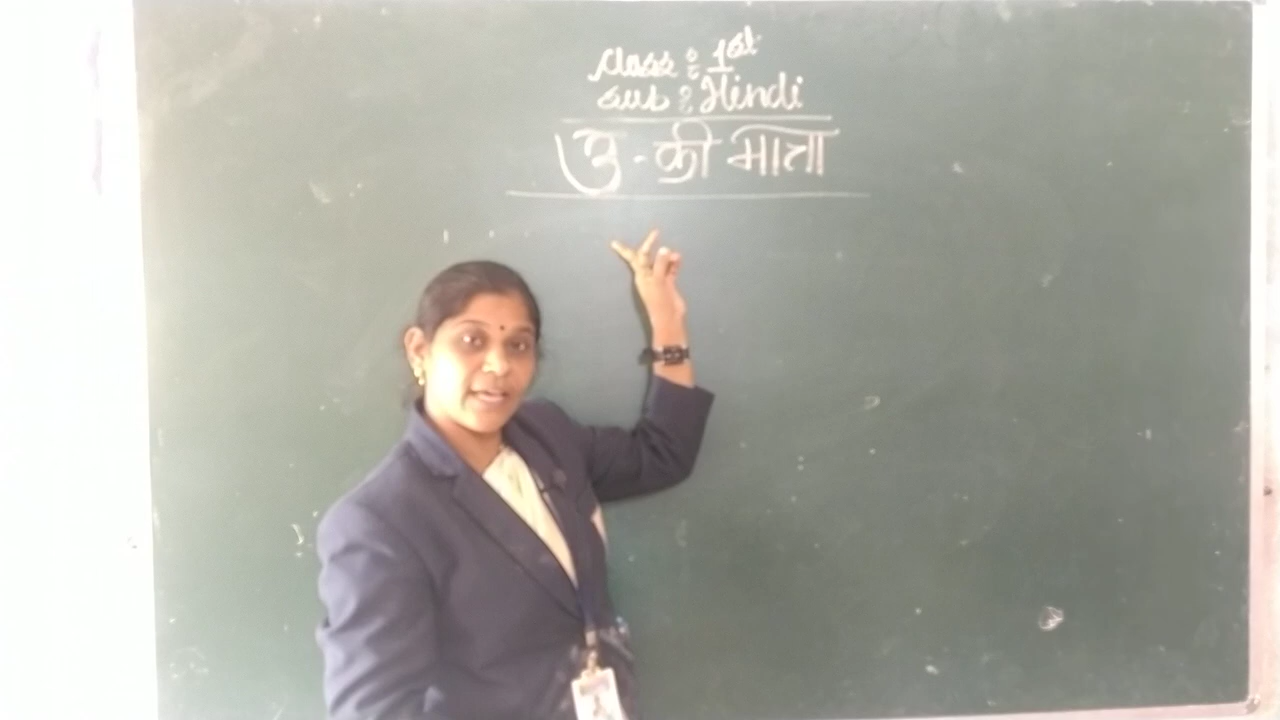 Class : 1st
Sub : Hindi
उ - की मात्रा